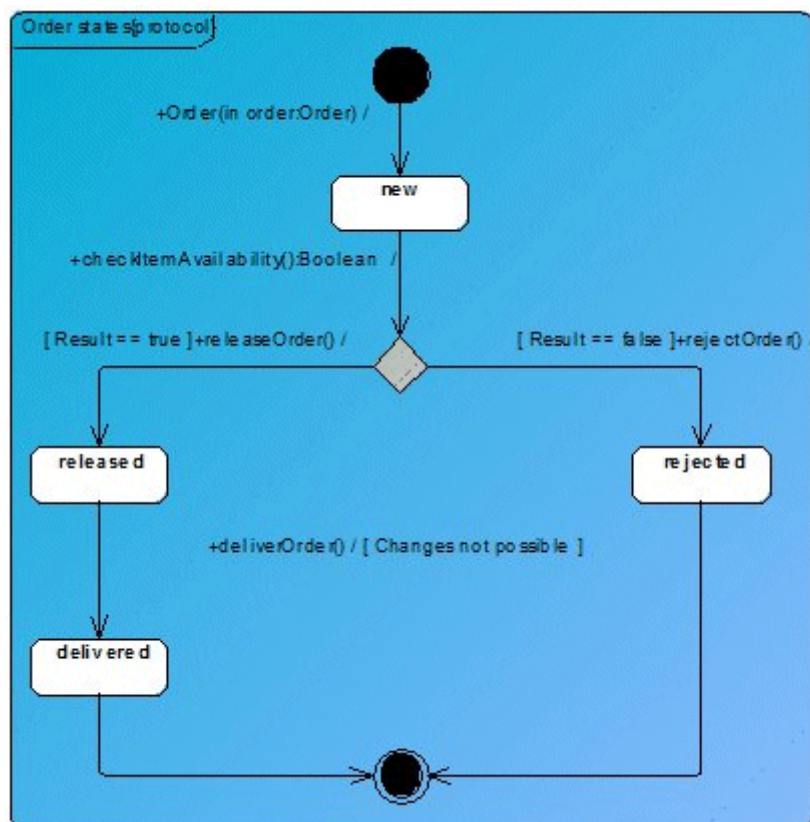 Order states{protocol}
+Order(in order:Order) /
new
+checkItemAvailability():Boolean /
[ Result == true ]+releaseOrder() /
[ Result == false ]+rejectOrder() /
released
rejected
+deliverOrder() / [ Changes not possible ]
delivered